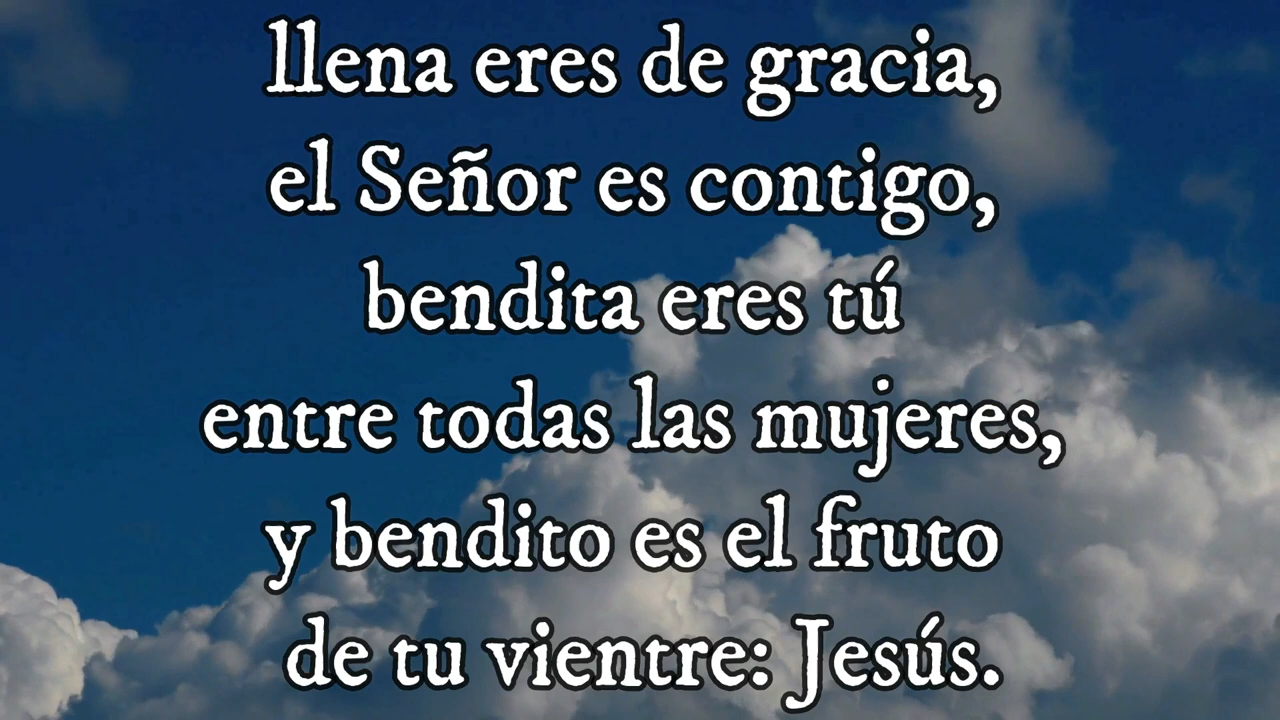 llena eres de gracia,
el Señor es contigo,
bendita eres tú
entre todas las mujeres,
y bendito es el fruto
de tu vientre: Jesús.